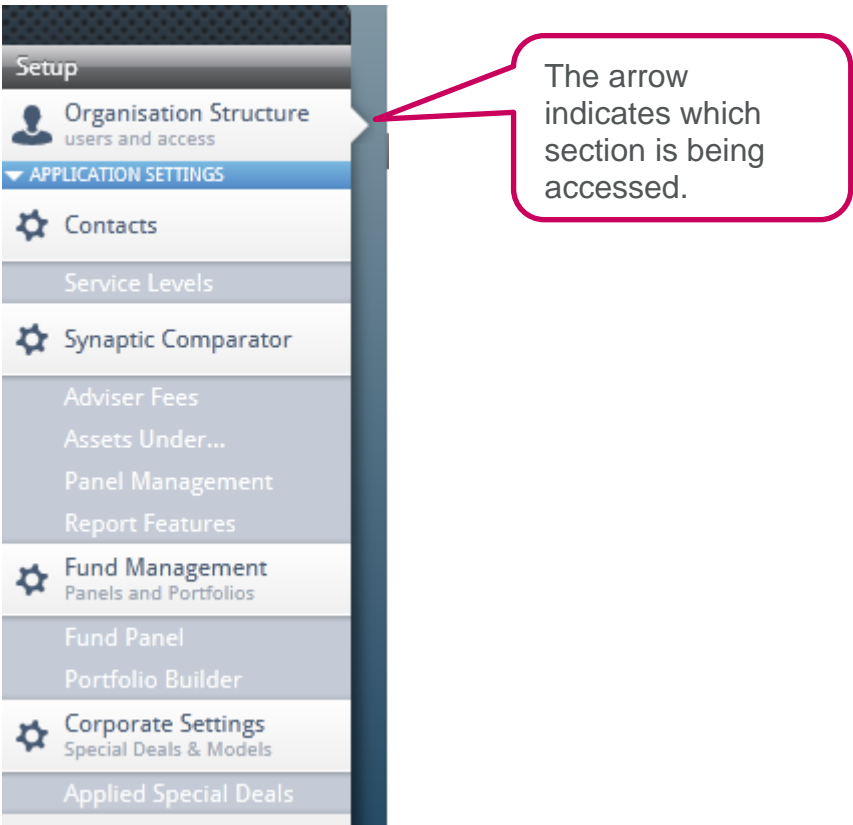 Setup
Organisation Structure
users and access
APPLICATION SETTINGS
Contacts
Service Levels
Synaptic Comparator
Adviser Fees
Assets Under...
Panel Management
Report Features
Fund Management
Panels and Portfolios
Fund Panel
Portfolio Builder
Corporate Settings
Special Deals & Models
Applied Special Deals
The arrow
indicates which
section is being
accessed.